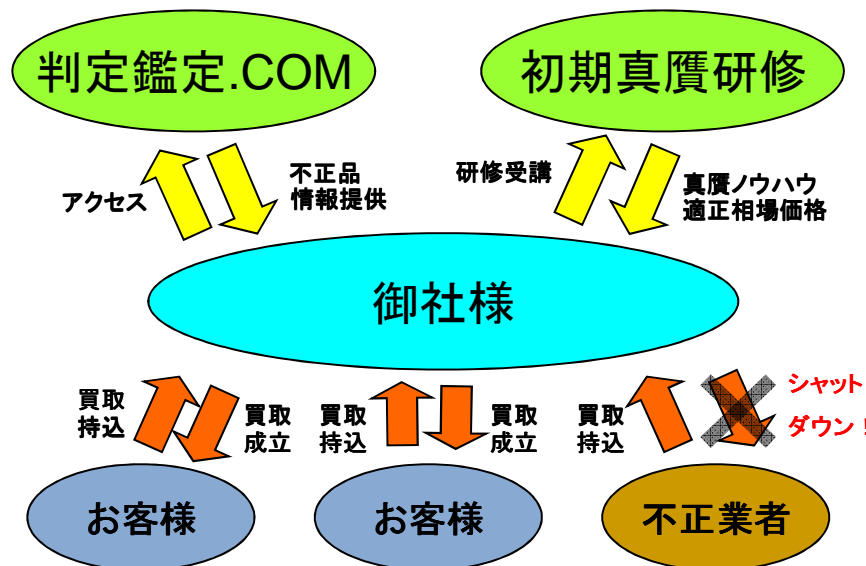 判定鑑定.COM
初期真贋研修
アクセス
不正品
情報提供
研修受講
真贋ノウハウ
適正相場価格
御社様
買取
持込
買取
成立
買取
持込
買取
成立
買取
持込
シャット
ダウン!
お客様
お客様
不正業者